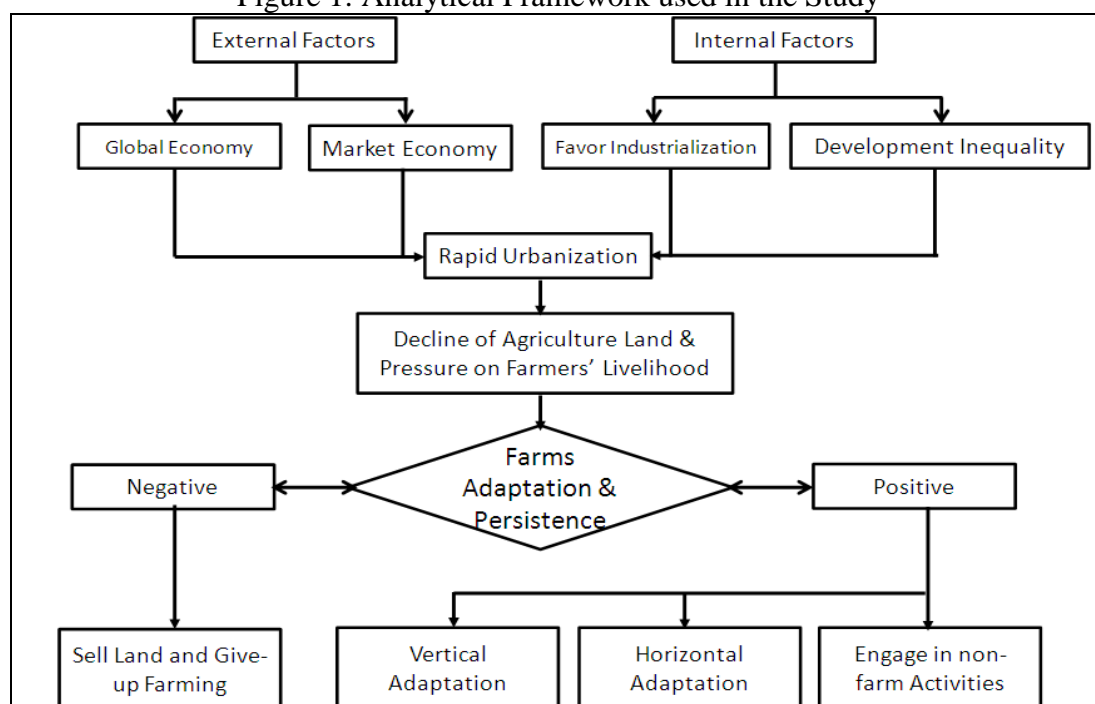 Figure 1: Analytical Framework used in the Study
External Factors
Internal Factors
Global Economy
Market Economy
Favor Industrialization
Development Inequality
Rapid Urbanization
Decline of Agriculture Land &
Pressure on Farmers’ Livelihood
Farms
Adaptation &
Persistence
Negative
Positive
Sell Land and Give-
up Farming
Vertical
Adaptation
Horizontal
Adaptation
Engage in non-
farm Activities